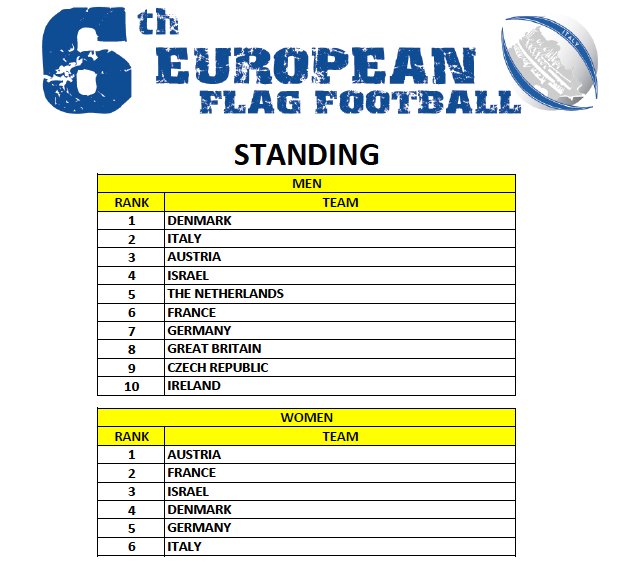 6th
EUROPEAN
FLAG FOOTBALL
ITALY
STANDING
MEN
RANK TEAM
1 DENMARK
2 ITALY
3 AUSTRIA
4 ISRAEL
5 THE NETHERLANDS
6 FRANCE
7 GERMANY
8 GREAT BRITAIN
9 CZECH REPUBLIC
10 IRELAND
WOMEN
RANK TEAM
1 AUSTRIA
2 FRANCE
3 ISRAEL
4 DENMARK
5 GERMANY
6 ITALY